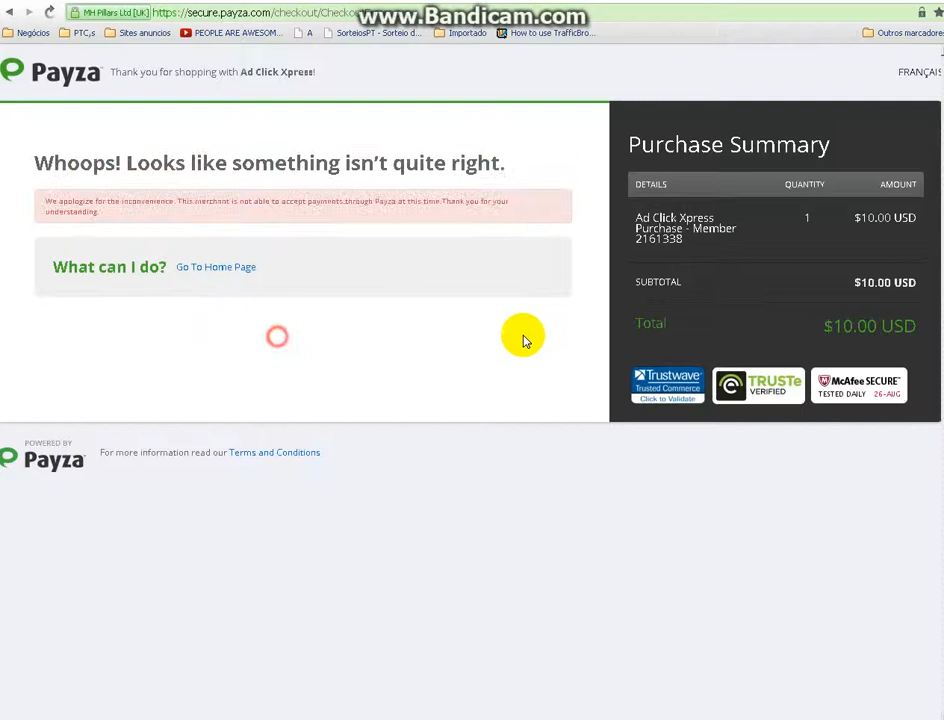 MH Pillars Ltd [UK] https://secure.payza.com/checkout/Checko
www.Bandicam.com
Negócios PTC,s Sites anuncios PEOPLE ARE AWESOM... A SorteiosPT - Sorteio d... Importado How to use TrafficBro... Outros marcadores
Payza Thank you for shopping with Ad Click Xpress! FRANÇAIS
Whoops! Looks like something isn't quite right.
We apologize for the inconvenience. This merchant is not able to accept payments through Payza at this time.Thank you for your
understanding.
What can I do? Go To Home Page
Purchase Summary
DETAILS QUANTITY AMOUNT
Ad Click Xpress 1 $10.00 USD
Purchase - Member
2161338
SUBTOTAL $10.00 USD
Total $10.00 USD
Trustwave
Trusted Commerce
Click to Validate
TRUSTe
VERIFIED
McAfee SECURE
TESTED DAILY 26-AUG
POWERED BY
Payza For more information read our Terms and Conditions